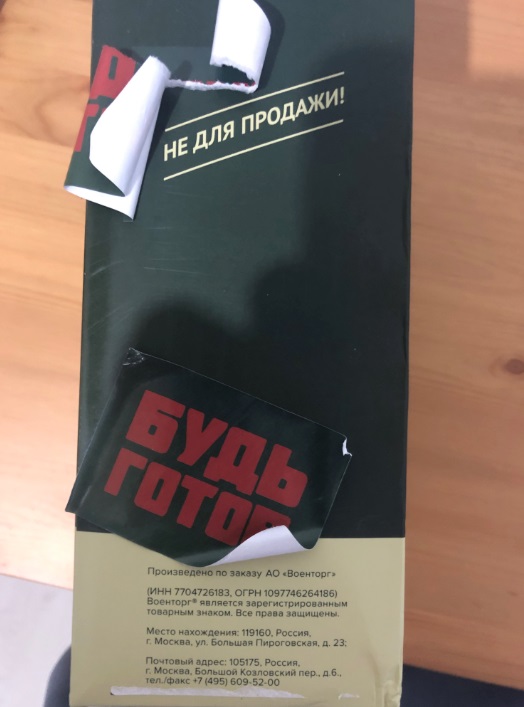 НЕ ДЛЯ ПРОДАЖИ!
БУДЬ
ГОТОВ
Произведено по заказу АО «Военторг»
(ИНН 7704726183, ОГРН 1097746264186)
Военторг® является зарегистрированным
товарным знаком. Все права защищены.
Место нахождения: 119160, Россия,
г. Москва, ул. Большая Пироговская, д. 23;
Почтовый адрес: 105175, Россия,
г. Москва, Большой Козловский пер., д.6.,
тел./факс +7 (495) 609-52-00